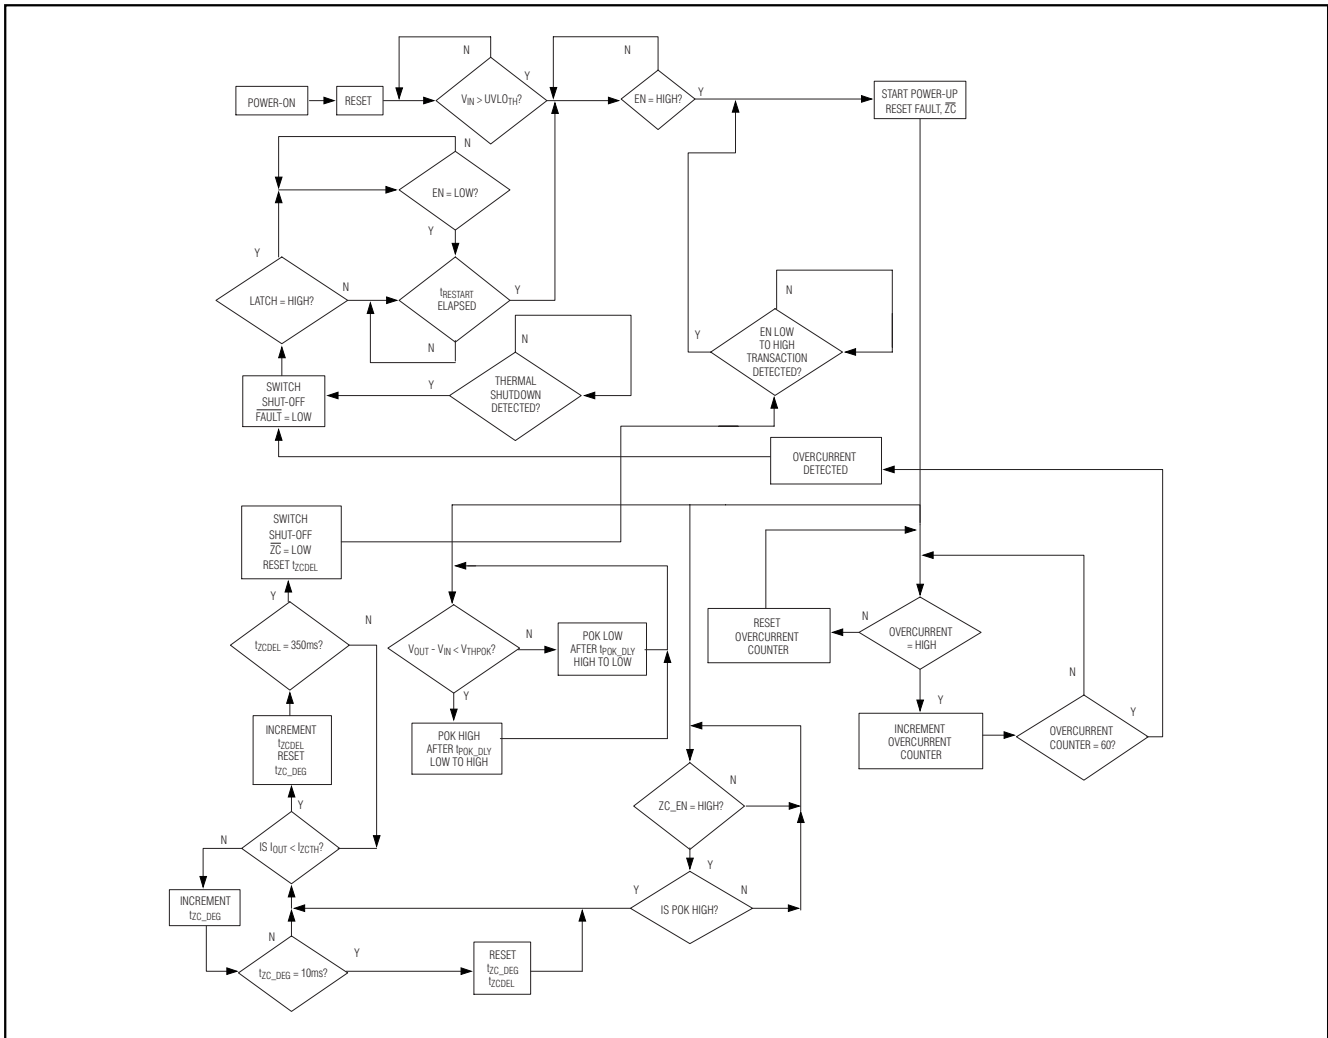 N
N
Y
POWER-ON
RESET
VIN > UVLOTH?
EN = HIGH?
Y
START POWER-UP
RESET FAULT, Z̅C̅
N
EN = LOW?
Y
Y
LATCH = HIGH?
N
tRESTART
ELAPSED
Y
N
N
EN LOW
TO HIGH
TRANSACTION
DETECTED?
Y
N
SWITCH
SHUT-OFF
F̅A̅U̅L̅T̅ = LOW
Y
THERMAL
SHUTDOWN
DETECTED?
OVERCURRENT
DETECTED
SWITCH
SHUT-OFF
Z̅C̅ = LOW
RESET tZCDEL
Y
N
tZCDEL = 350ms?
VOUT - VIN < VTHPOK?
N
POK LOW
AFTER tPOK_DLY
HIGH TO LOW
Y
POK HIGH
AFTER tPOK_DLY
LOW TO HIGH
RESET
OVERCURRENT
COUNTER
N
OVERCURRENT
= HIGH
Y
INCREMENT
OVERCURRENT
COUNTER
N
OVERCURRENT
COUNTER = 60?
Y
INCREMENT
tZCDEL
RESET
tZC_DEG
Y
N
IS IOUT < IZCTH?
ZC_EN = HIGH?
N
Y
Y
IS POK HIGH?
N
INCREMENT
tZC_DEG
N
tZC_DEG = 10ms?
Y
RESET
tZC_DEG
tZCDEL